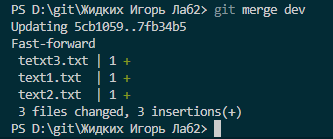 PS D:\git\Жидких Игорь Лаб2> git merge dev
Updating 5cb1059..7fb34b5
Fast-forward
 tetxt3.txt | 1 +
 text1.txt  | 1 +
 text2.txt  | 1 +
 3 files changed, 3 insertions(+)
PS D:\git\Жидких Игорь Лаб2>